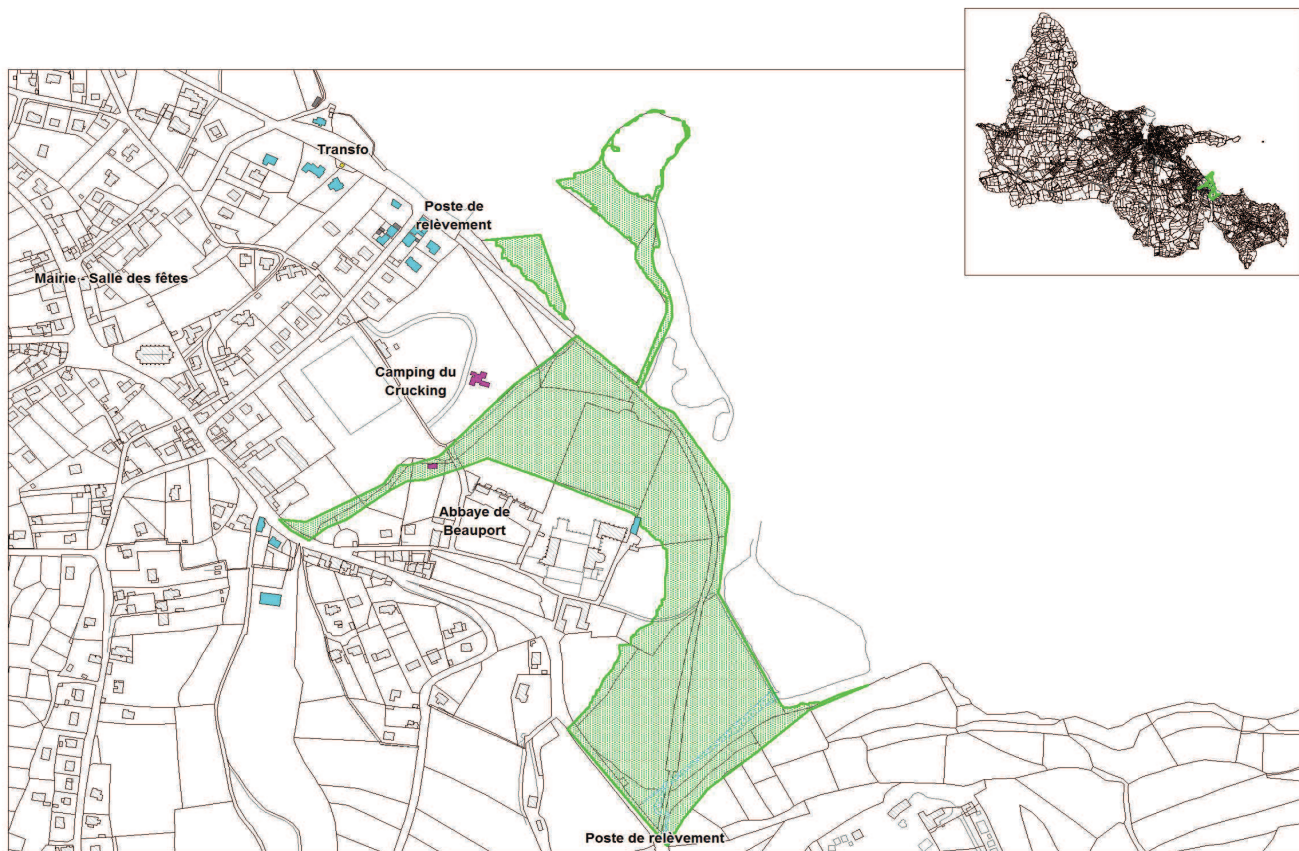 Transfo
Poste de
relèvement
Mairie - Salle des fêtes
Camping du
Crucking
Abbaye de
Beauport
Poste de relèvement